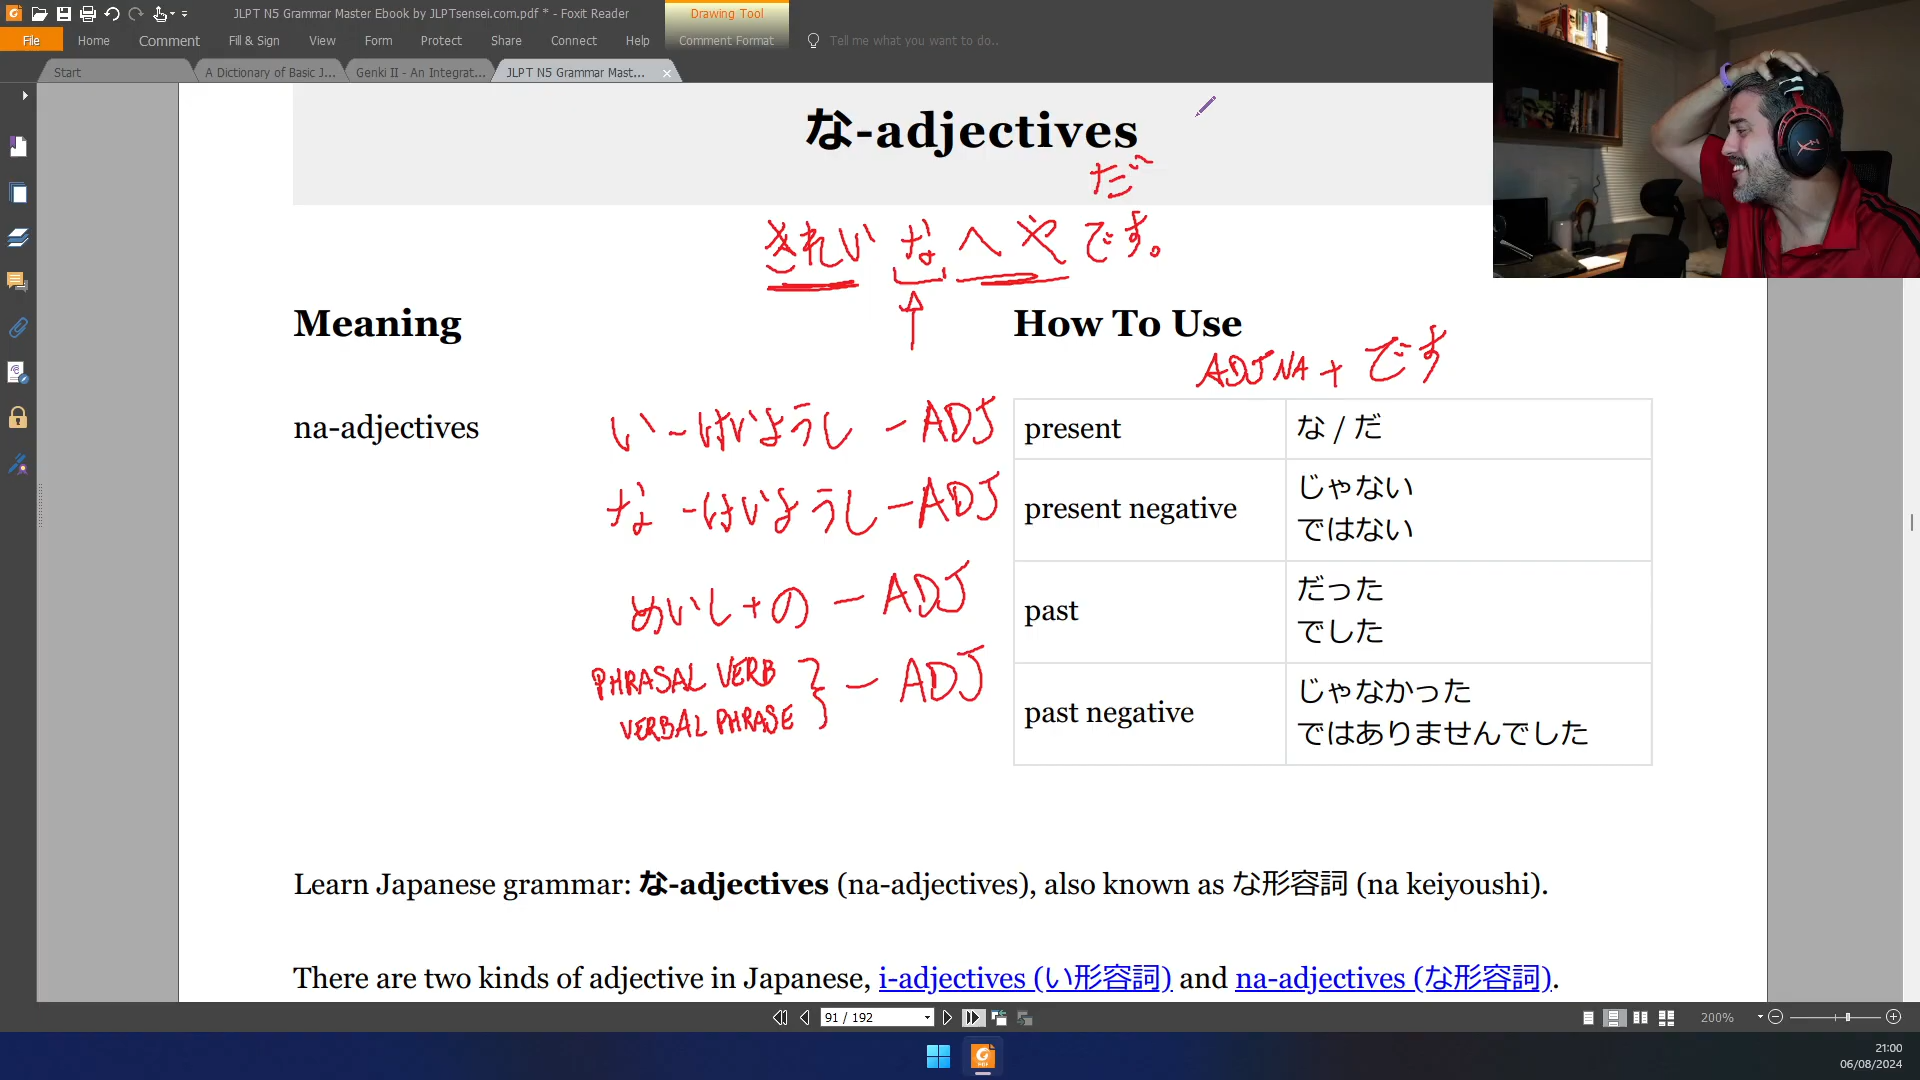 JLPT N5 Grammar Master Ebook by JLPTsensei.com.pdf * - Foxit Reader
Drawing Tool
File Home Comment Fill & Sign View Form Protect Share Connect Help Comment Format Tell me what you want to do..
Start A Dictionary of Basic J... Genki II - An Integrat... JLPT N5 Grammar Mast...
な-adjectives
だ
きれい な へや です。
Meaning
How To Use
ADJ NA + です
na-adjectives
い-けいようし - ADJ
な-けいようし - ADJ
めいし+の - ADJ
PHRASAL VERB
VERBAL PHRASE } - ADJ
present な / だ
present negative じゃない
ではない
past だった
でした
past negative じゃなかった
ではありませんでした
Learn Japanese grammar: な-adjectives (na-adjectives), also known as な形容詞 (na keiyoushi).
There are two kinds of adjective in Japanese, i-adjectives (い形容詞) and na-adjectives (な形容詞).
91 / 192
200%
21:00
06/08/2024